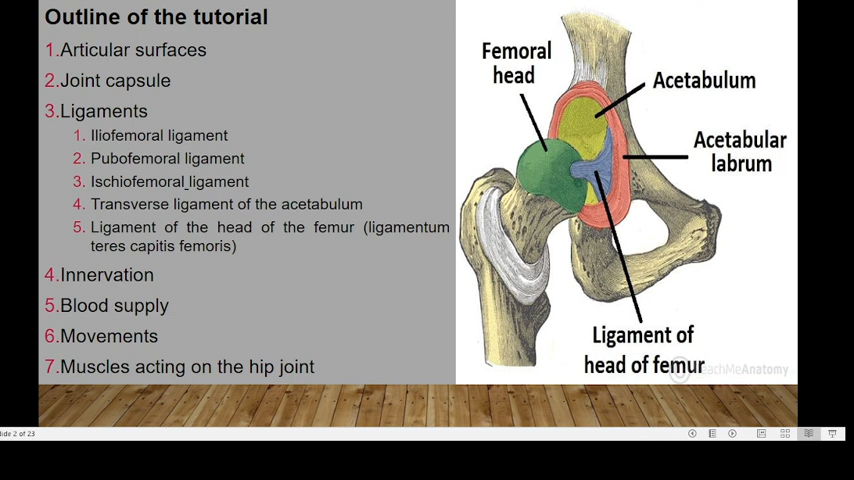 Outline of the tutorial
1.Articular surfaces
2.Joint capsule
3.Ligaments
1. Iliofemoral ligament
2. Pubofemoral ligament
3. Ischiofemoral ligament
4. Transverse ligament of the acetabulum
5. Ligament of the head of the femur (ligamentum
teres capitis femoris)
4.Innervation
5.Blood supply
6.Movements
7.Muscles acting on the hip joint
Femoral
head
Acetabulum
Acetabular
labrum
Ligament of
head of femur
TeachMeAnatomy
lide 2 of 23